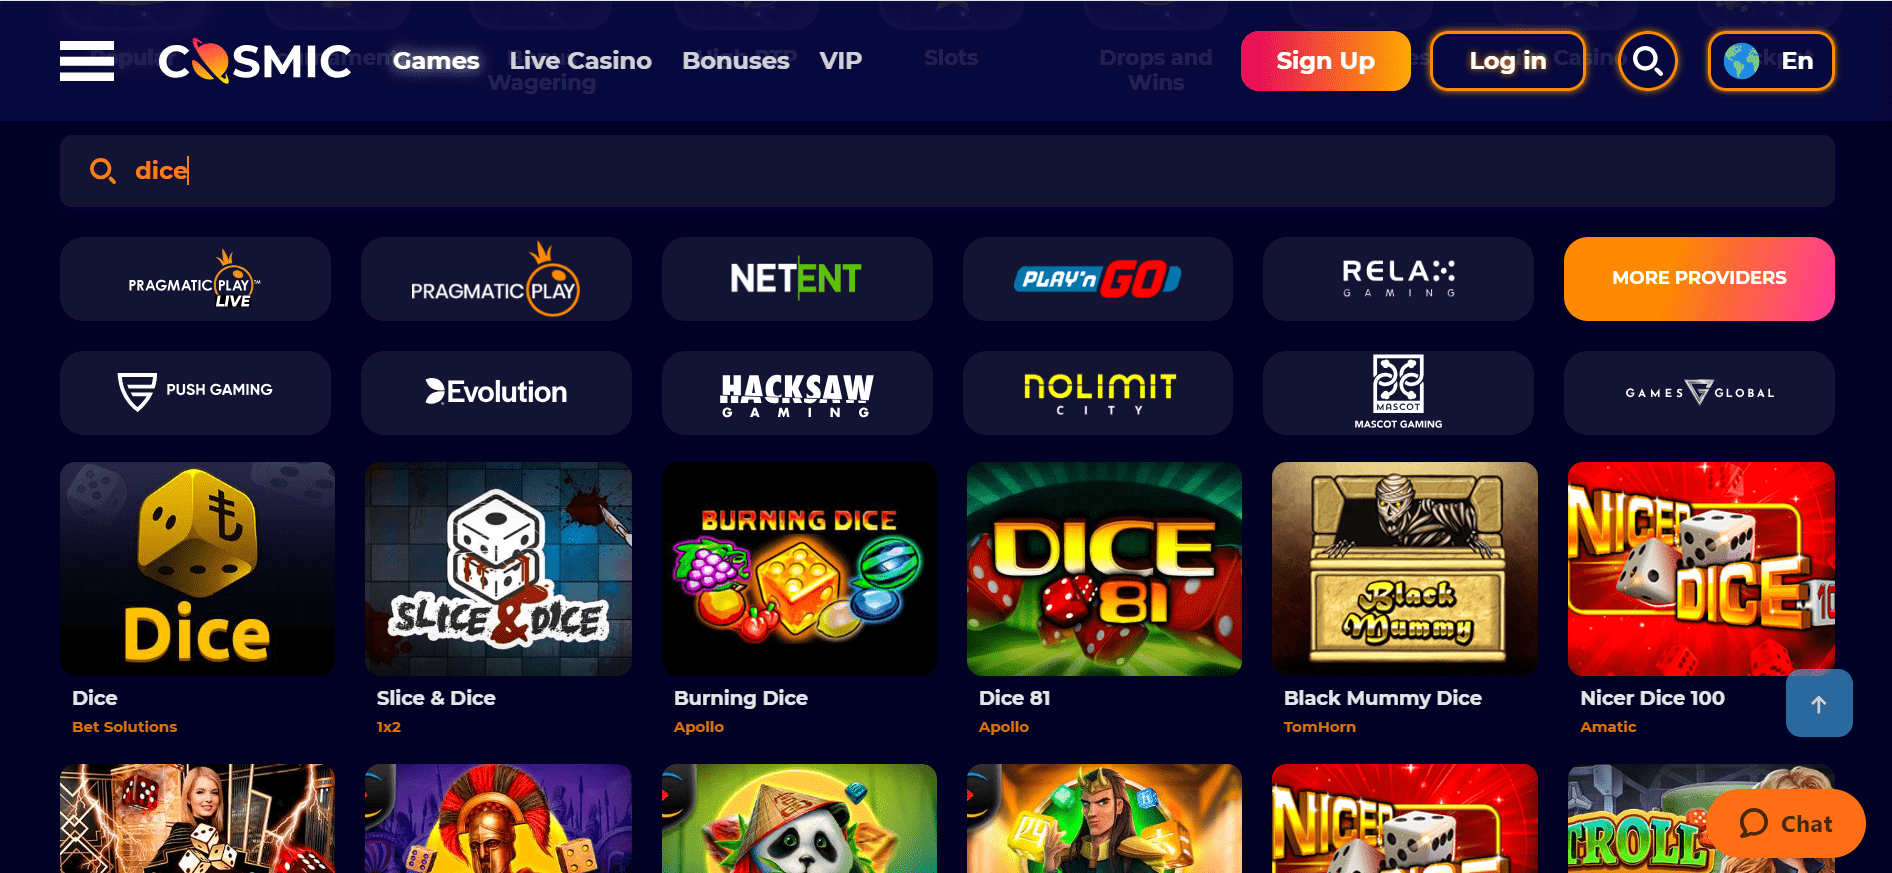 COSMIC
Games
Live Casino
Bonuses
VIP
Slots
Drops and
Wagering
Wins
Sign Up
Log in
En
dice
PRAGMATIC PLAY™
LIVE
PRAGMATIC PLAY
NETENT
PLAY'n GO
RELAX
GAMING
MORE PROVIDERS
PUSH GAMING
Evolution
HACKSAW
GAMING
NOLIMIT
CITY
MASCOT
MASCOT GAMING
GAMES GLOBAL
Dice
SLICE & DICE
BURNING DICE
DICE
81
Black
Mummy
NICER
DICE 10
Dice
Bet Solutions
Slice & Dice
1x2
Burning Dice
Apollo
Dice 81
Apollo
Black Mummy Dice
TomHorn
Nicer Dice 100
Amatic
NICER
TROLL
Chat